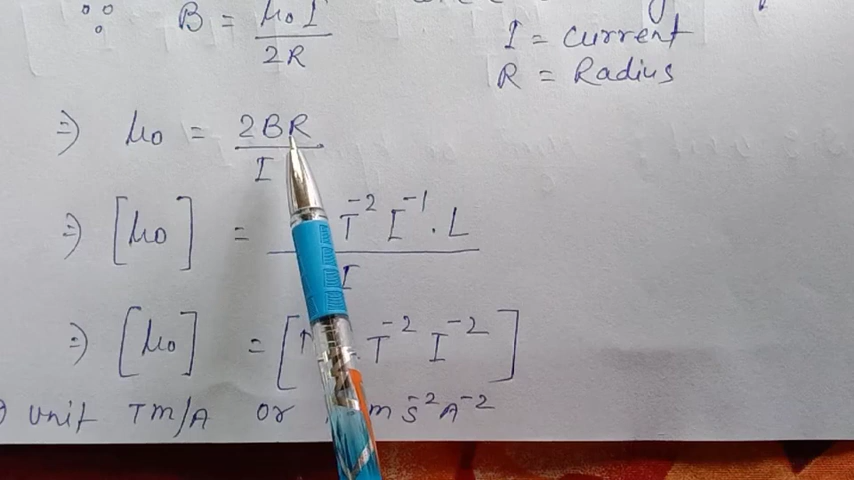 ∴ B = μ₀I / 2R
I = Current
R = Radius
⇒ μ₀ = 2BR / I
⇒ [μ₀] = T⁻² I⁻¹ . L / I
⇒ [μ₀] = [ . T⁻² I⁻² ]
unit Tm/A or m s⁻² A⁻²